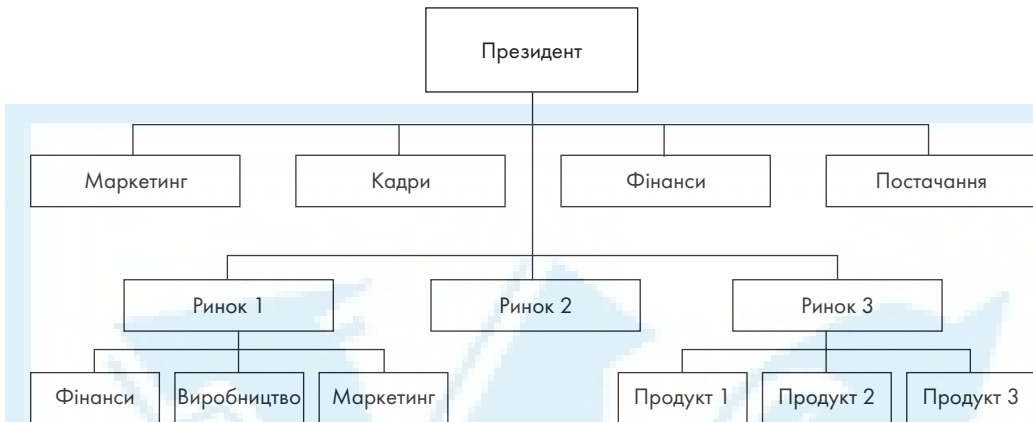 Президент
Маркетинг Кадри Фінанси Постачання
Ринок 1 Ринок 2 Ринок 3
Фінанси Виробництво Маркетинг Продукт 1 Продукт 2 Продукт 3